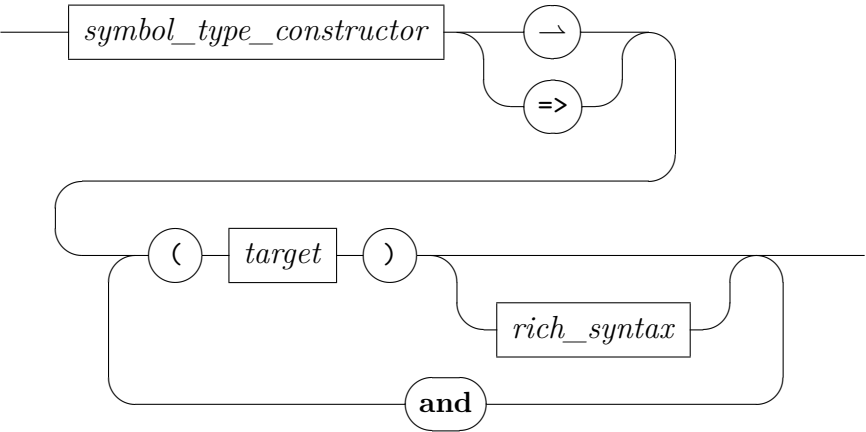 symbol_type_constructor ⇀
=>
( target )
rich_syntax
and